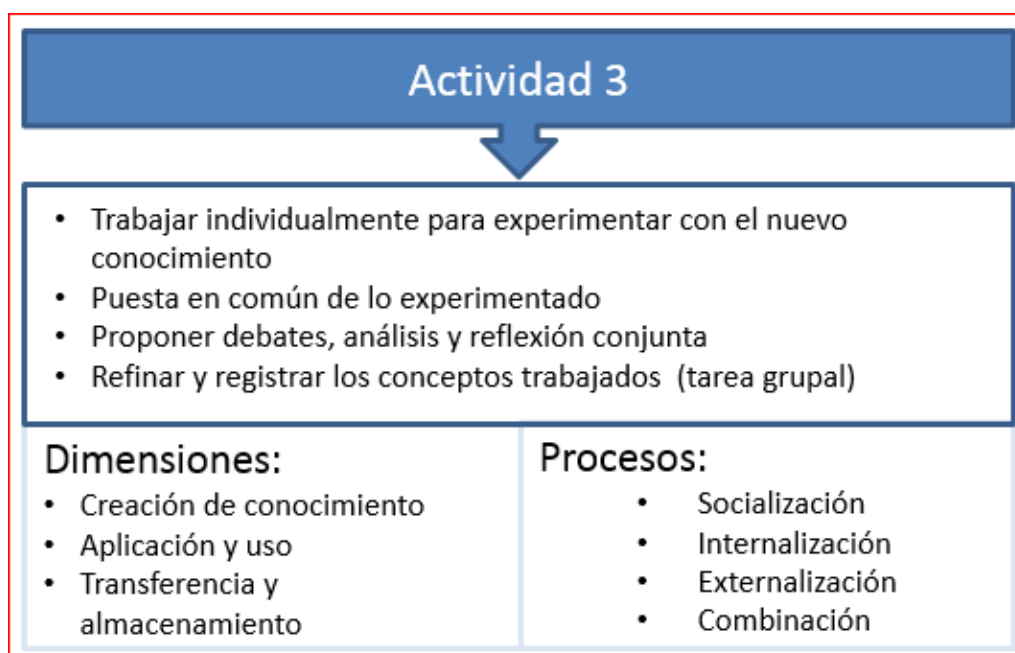 Actividad 3
• Trabajar individualmente para experimentar con el nuevo
conocimiento
• Puesta en común de lo experimentado
• Proponer debates, análisis y reflexión conjunta
• Refinar y registrar los conceptos trabajados (tarea grupal)
Dimensiones:
• Creación de conocimiento
• Aplicación y uso
• Transferencia y
almacenamiento
Procesos:
• Socialización
• Internalización
• Externalización
• Combinación